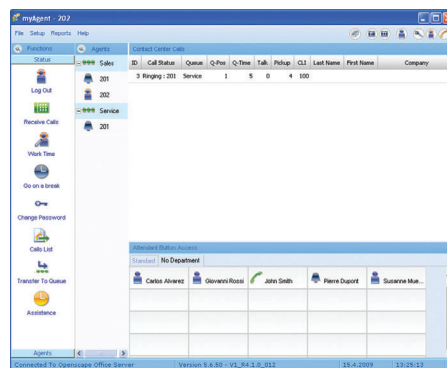 myAgent - 202
File Setup Reports Help
Functions
Agents
Contact Center Calls
Status
Sales
ID Call Status Queue Q-Pos Q-Time Talk Pickup CLI Last Name First Name Company
201
3 Ringing : 201 Service 1 5 0 4 100
Log Out
202
Service
Receive Calls
201
Work Time
Go on a break
Change Password
Calls List
Attendant Button Access
Standard No Department
Transfer To Queue
Carlos Alvarez Giovanni Rossi John Smith Pierre Dupont Susanne Mue...
Assistence
Agents
Connected To Openscape Office Server Version 5.6.50 - V1_R4.1.0_012 15.4.2009 13:25:13